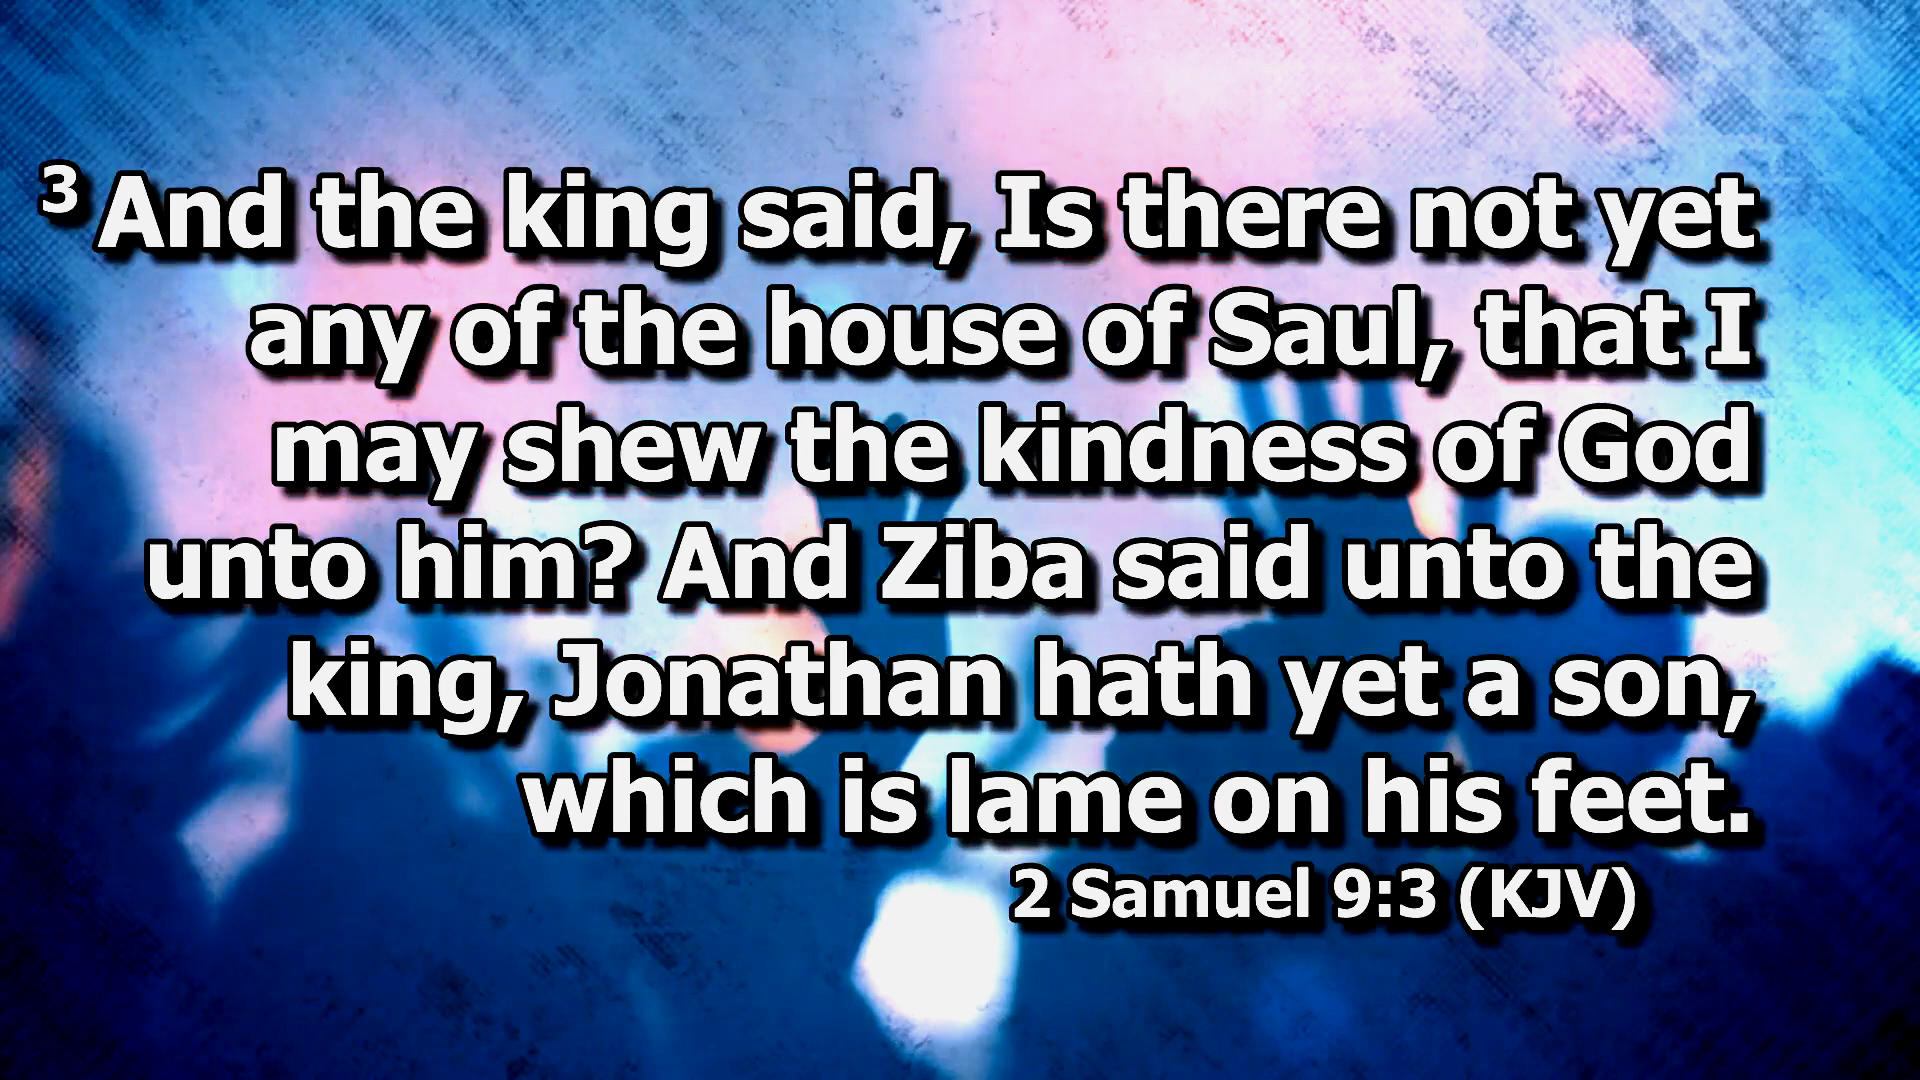 3 And the king said, Is there not yet
any of the house of Saul, that I
may shew the kindness of God
unto him? And Ziba said unto the
king, Jonathan hath yet a son,
which is lame on his feet.
2 Samuel 9:3 (KJV)